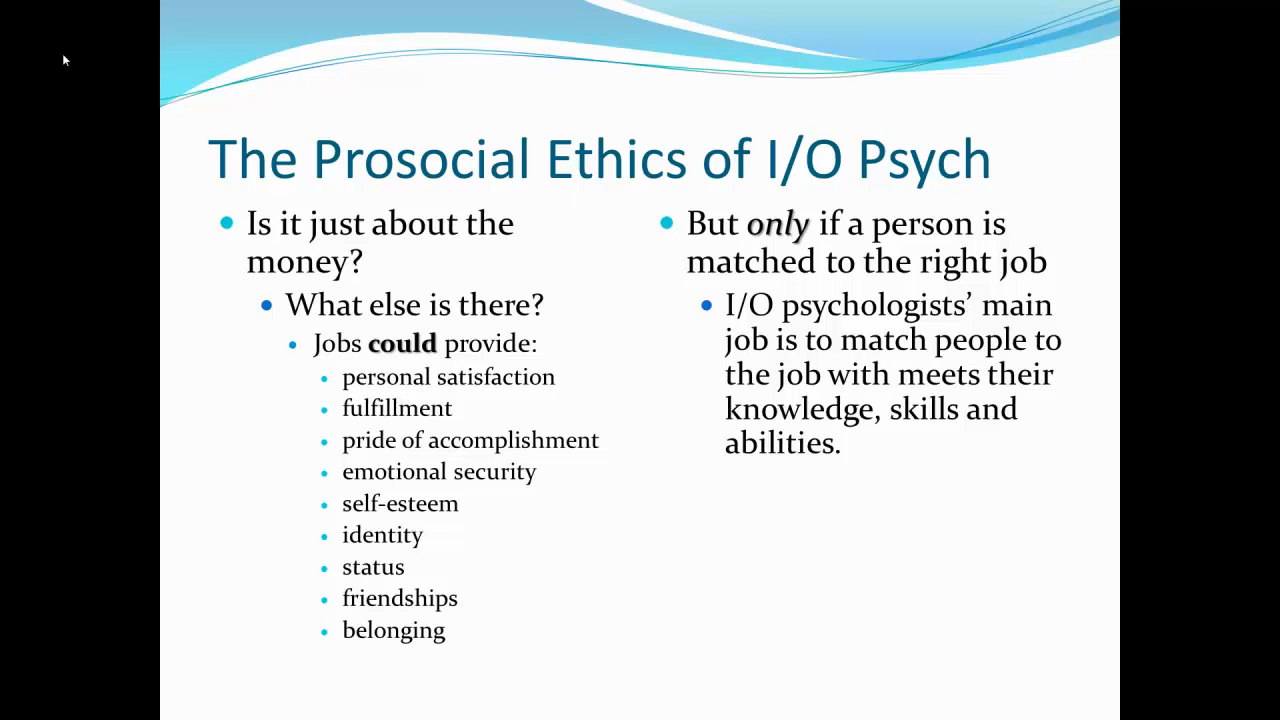 The Prosocial Ethics of I/O Psych
Is it just about the
money?
What else is there?
Jobs could provide:
personal satisfaction
fulfillment
pride of accomplishment
emotional security
self-esteem
identity
status
friendships
belonging
But only if a person is
matched to the right job
I/O psychologists’ main
job is to match people to
the job with meets their
knowledge, skills and
abilities.